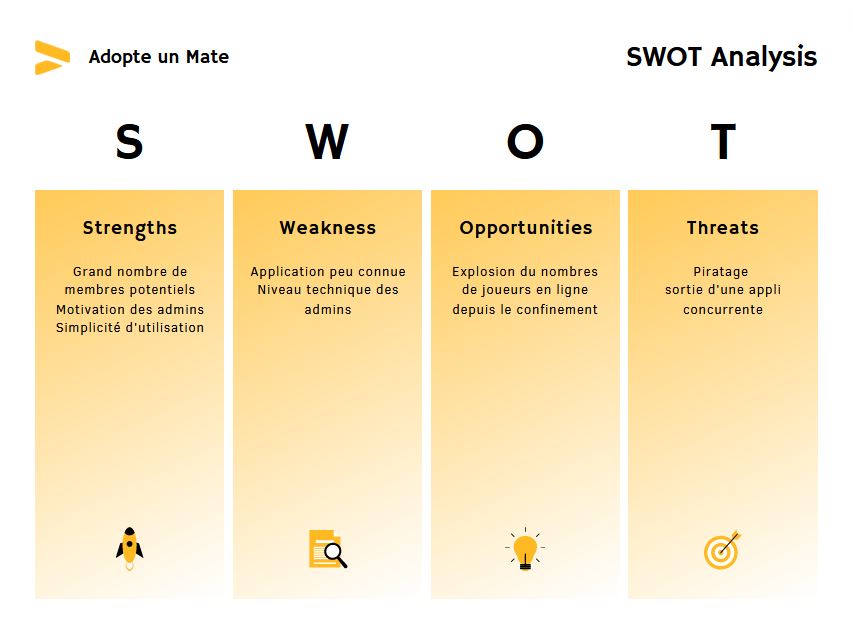 Adopte un Mate
SWOT Analysis
S
W
O
T
Strengths
Grand nombre de
membres potentiels
Motivation des admins
Simplicité d'utilisation
Weakness
Application peu connue
Niveau technique des
admins
Opportunities
Explosion du nombres
de joueurs en ligne
depuis le confinement
Threats
Piratage
sortie d'une appli
concurrente